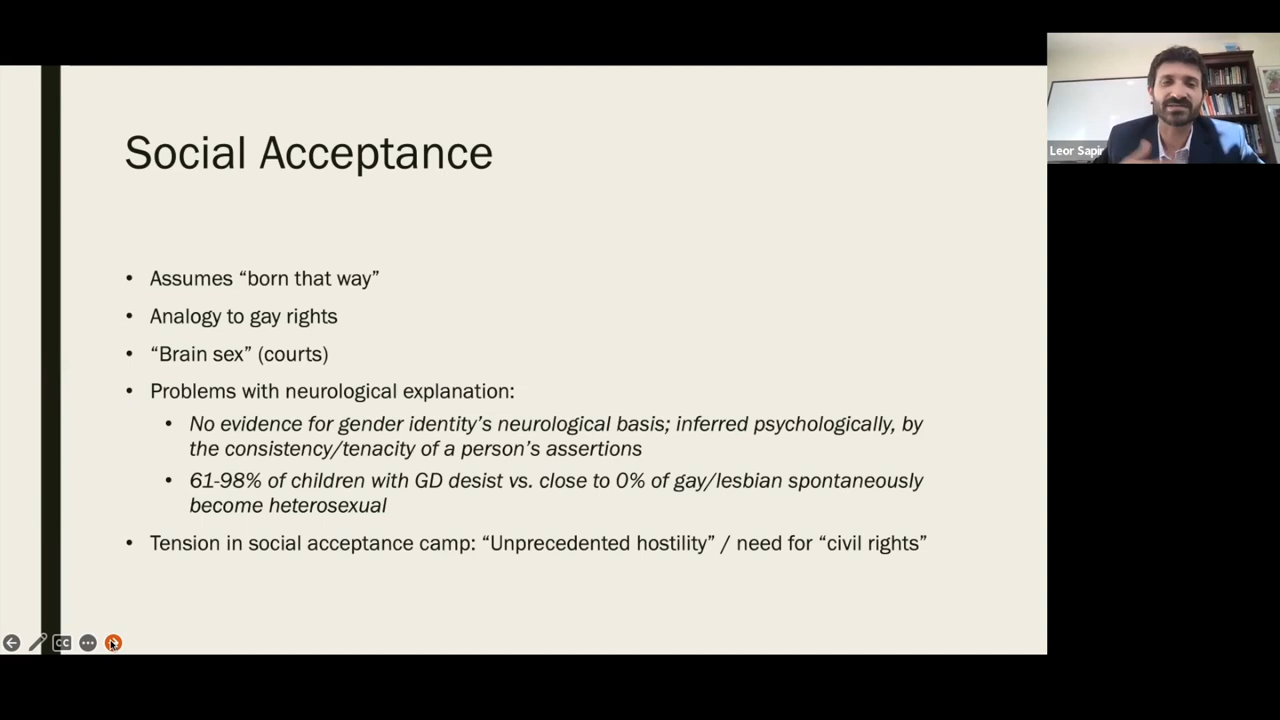 Social Acceptance
• Assumes “born that way”
• Analogy to gay rights
• “Brain sex” (courts)
• Problems with neurological explanation:
• No evidence for gender identity’s neurological basis; inferred psychologically, by
the consistency/tenacity of a person’s assertions
• 61-98% of children with GD desist vs. close to 0% of gay/lesbian spontaneously
become heterosexual
• Tension in social acceptance camp: “Unprecedented hostility” / need for “civil rights”
Leor Sapir
CC